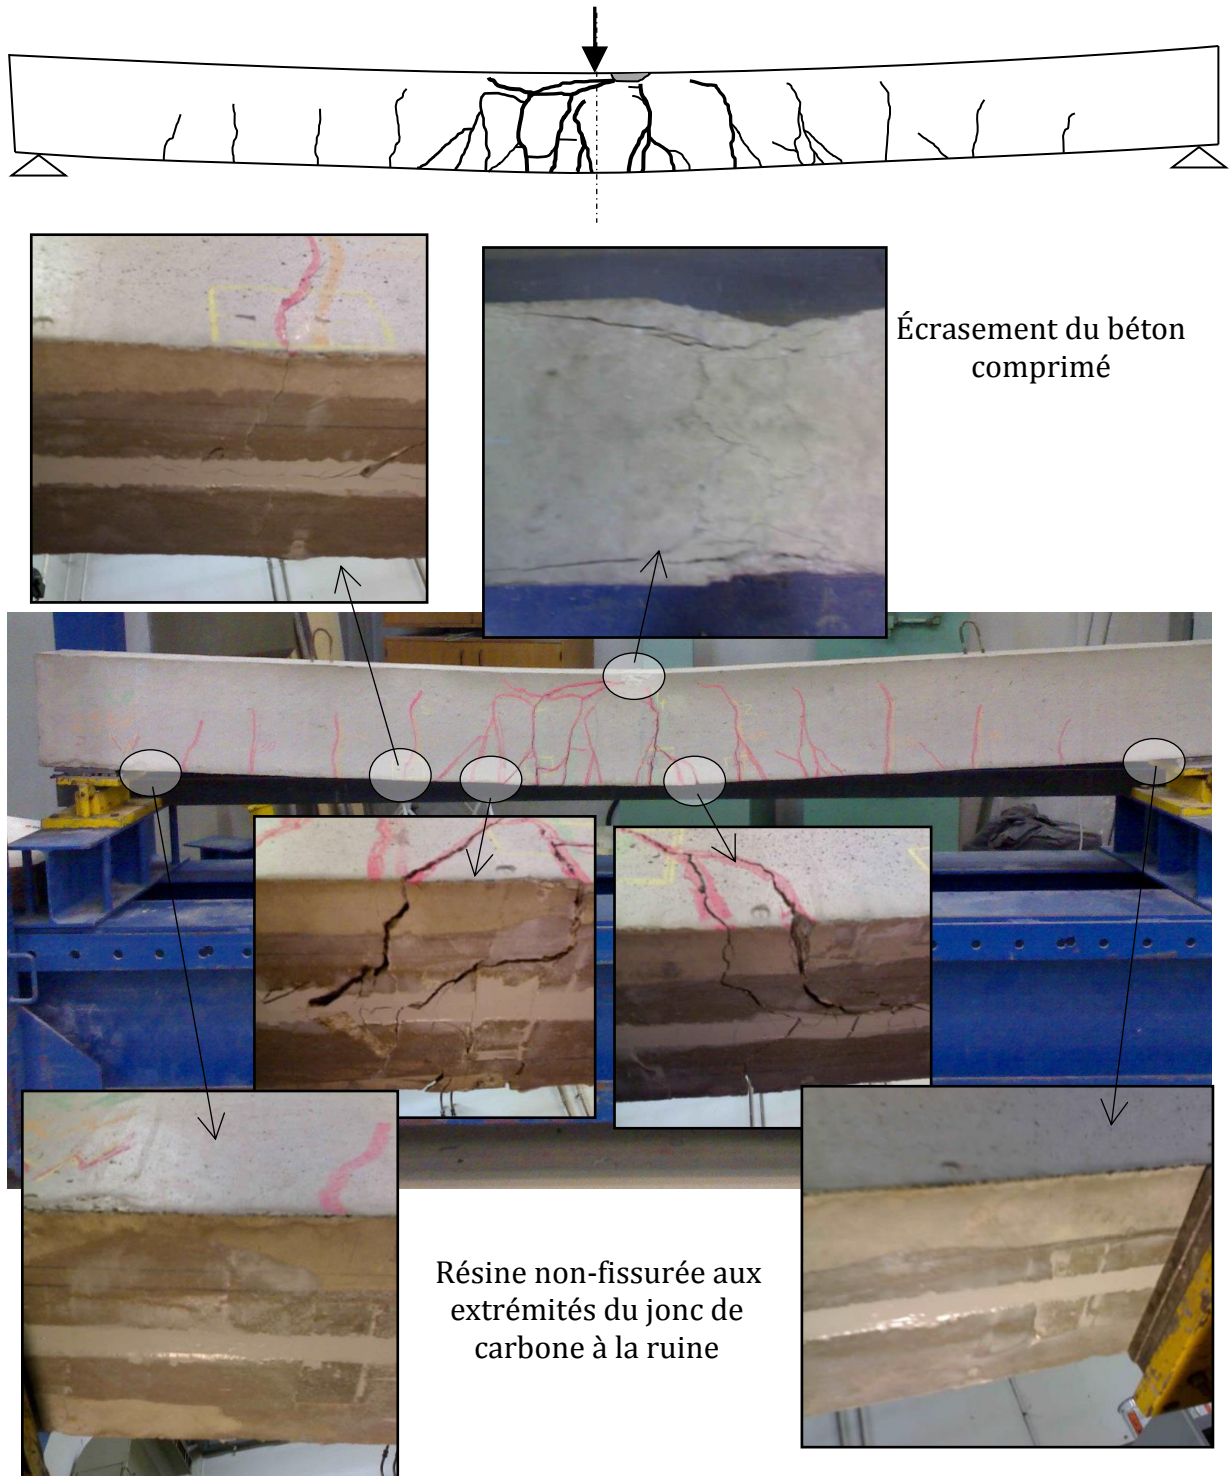 Écrasement du béton
comprimé
Résine non-fissurée aux
extrémités du jonc de
carbone à la ruine